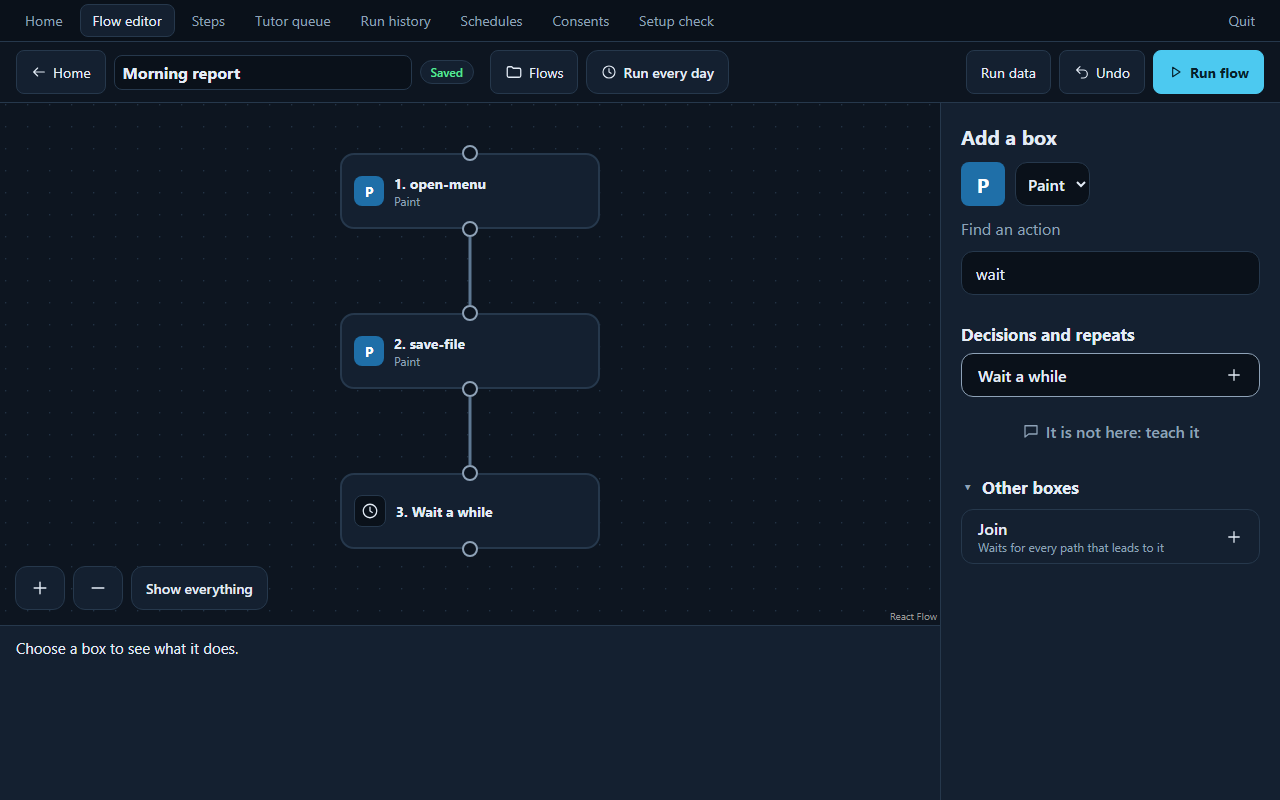 Home Flow editor Steps Tutor queue Run history Schedules Consents Setup check Quit
Home Morning report Saved Flows Run every day Run data Undo Run flow
P 1. open-menu
Paint
P 2. save-file
Paint
3. Wait a while
Show everything
React Flow
Choose a box to see what it does.
Add a box
P Paint
Find an action
wait
Decisions and repeats
Wait a while
It is not here: teach it
Other boxes
Join
Waits for every path that leads to it